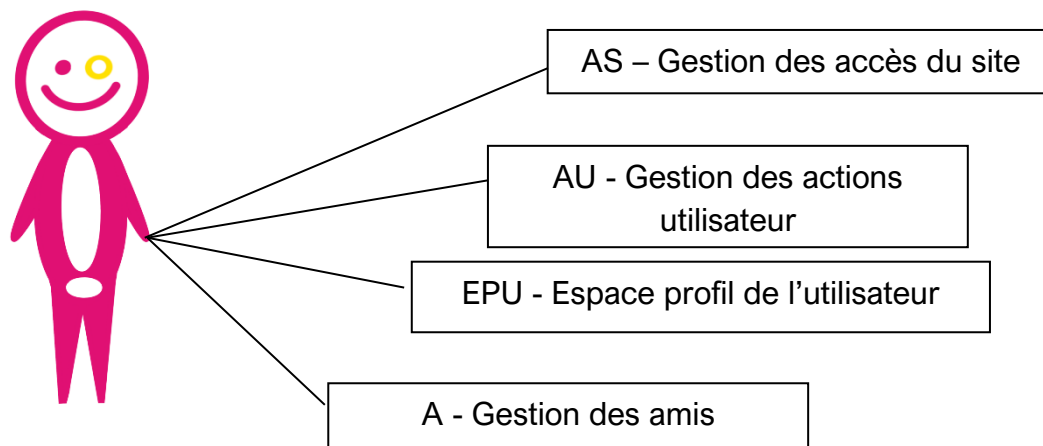 AS – Gestion des accès du site
AU - Gestion des actions
utilisateur
EPU - Espace profil de l’utilisateur
A - Gestion des amis